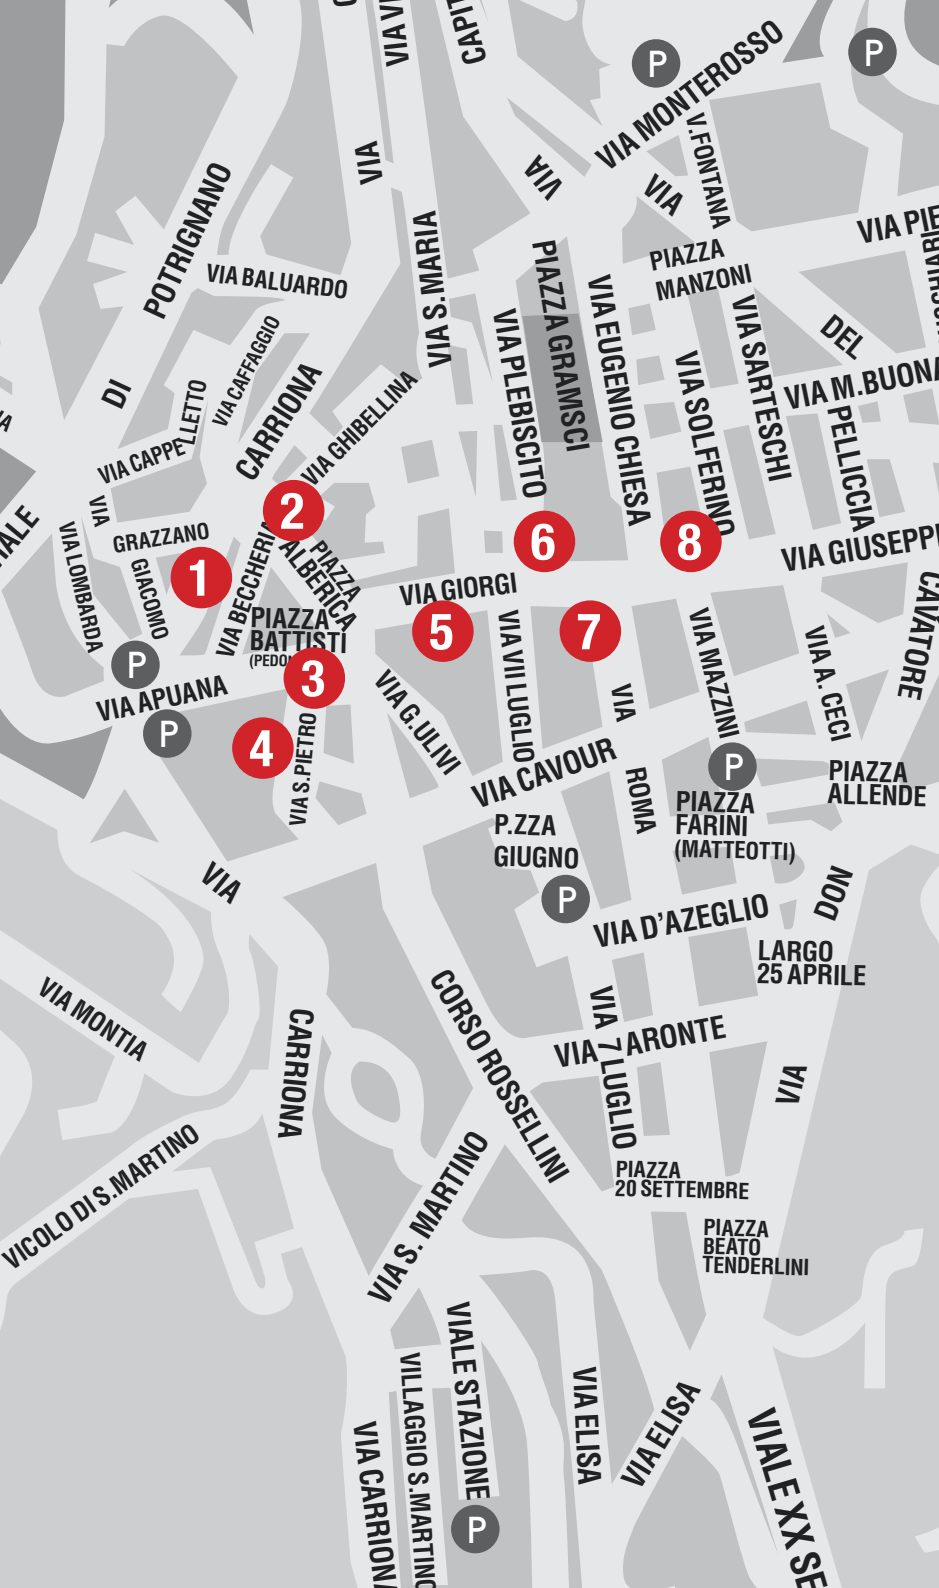 VIA V
CAPIT
P
P
VIA MONTEROSSO
V.FONTANA
VIA
VIA
VIA
VIA PIE
POTRIGNANO
VIA S.MARIA
PIAZZA
MANZONI
VIA BALUARDO
PIAZZA GRAMSCI
VIA EUGENIO CHIESA
VIA PLEBISCITO
VIA SARTESCHI
DEL
VIA CAFFAGGIO
DI
CARRIONA
VIA GHIBELLINA
VIA SOLFERINO
VIA M.BUONA
PELLICCIA
VIA CAPPE
LLETTO
IALE
VIA
GIACOMO
VIA LOMBARDA
GRAZZANO
VIA BECCHERIA
PIAZZA
ALBERICA
1
2
6
8
VIA GIUSEPPE
CAVATORE
VIA GIORGI
PIAZZA
BATTISTI
(PEDO
3
5
7
VIA VII LUGLIO
VIA MAZZINI
VIA A. CECI
P
VIA APUANA
P
4
VIA S.PIETRO
VIA G.ULIVI
VIA
ROMA
VIA CAVOUR
P
PIAZZA
ALLENDE
PIAZZA
FARINI
(MATTEOTTI)
P.ZZA
GIUGNO
P
VIA
DON
VIA D'AZEGLIO
LARGO
25 APRILE
VIA MONTIA
CARRIONA
CORSO ROSSELLINI
VIA 7 LUGLIO
VIA
ARONTE
VIA
VICOLO DI S.MARTINO
VIA S. MARTINO
PIAZZA
20 SETTEMBRE
PIAZZA
BEATO
TENDERLINI
VIALE STAZIONE
VILLAGGIO S.MARTINO
VIA CARRIONA
VIA ELISA
VIA ELISA
VIALE XX SE
P